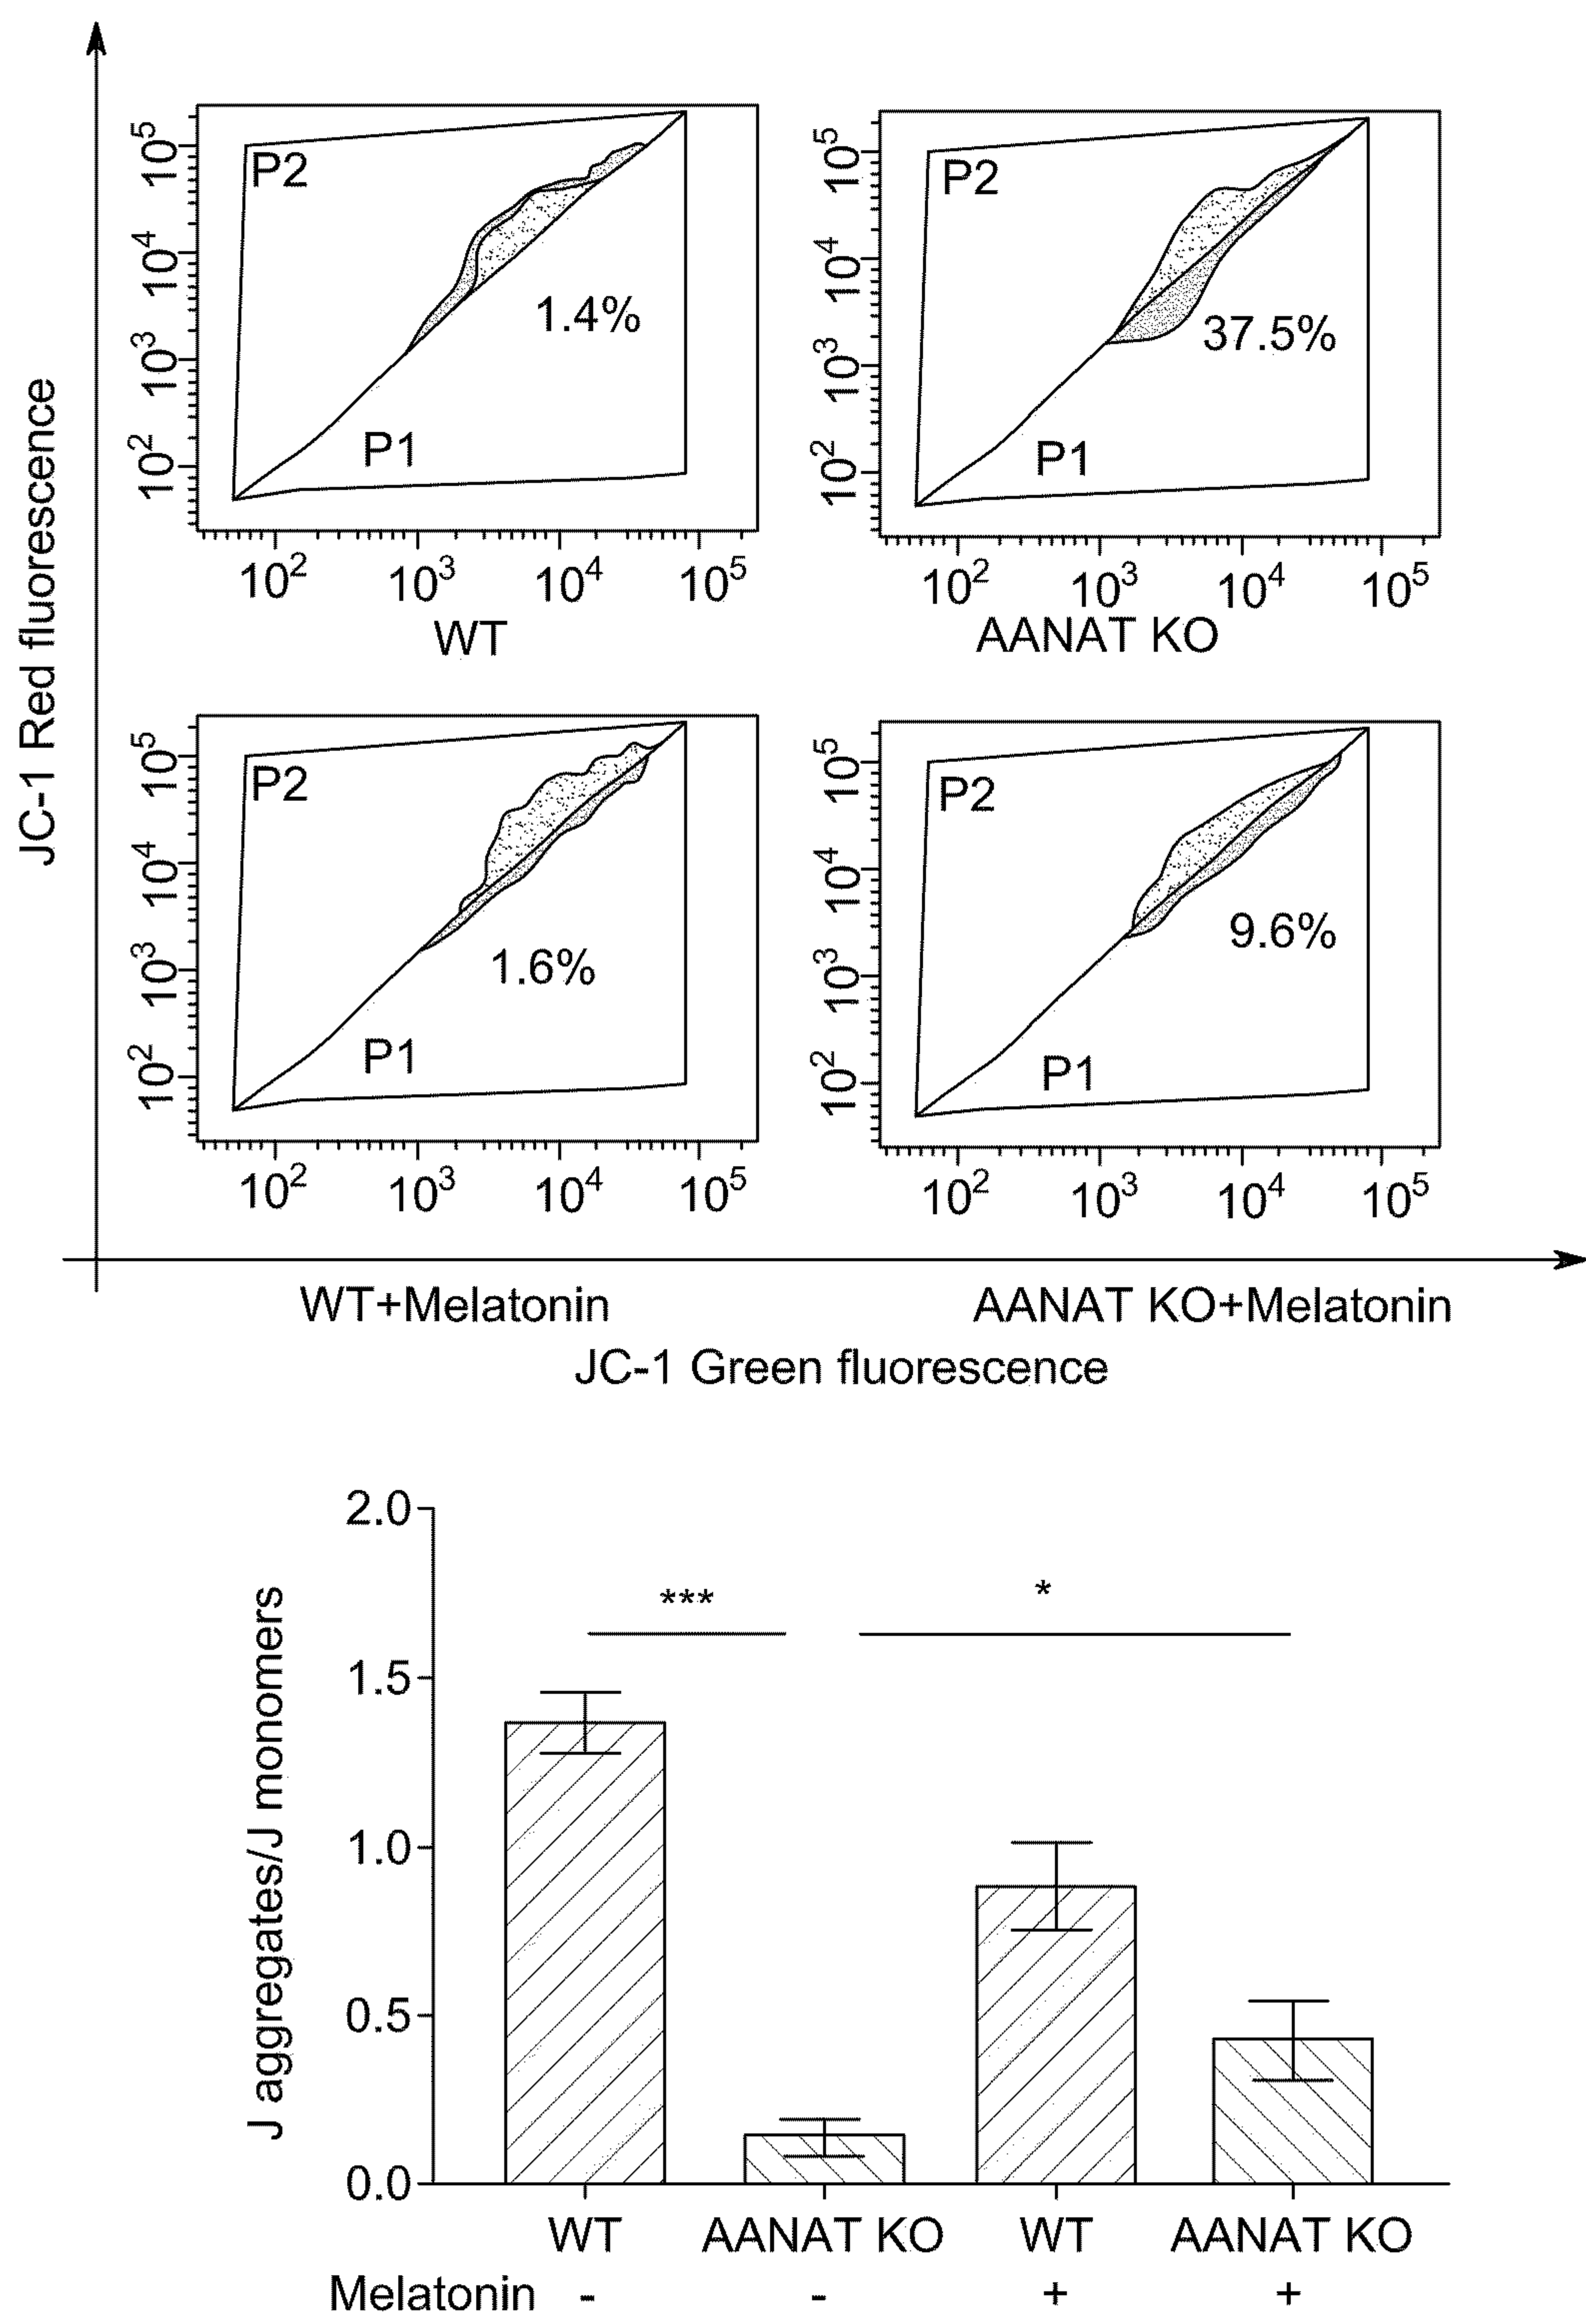 JC-1 Red fluorescence
10^5
10^4
10^3
10^2
P2
1.4%
P1
10^2 10^3 10^4 10^5
WT
10^5
10^4
10^3
10^2
P2
37.5%
P1
10^2 10^3 10^4 10^5
AANAT KO
10^5
10^4
10^3
10^2
P2
1.6%
P1
10^2 10^3 10^4 10^5
WT+Melatonin
10^5
10^4
10^3
10^2
P2
9.6%
P1
10^2 10^3 10^4 10^5
AANAT KO+Melatonin
JC-1 Green fluorescence
J aggregates/J monomers
2.0
1.5
1.0
0.5
0.0
*** *
WT AANAT KO WT AANAT KO
Melatonin - - + +